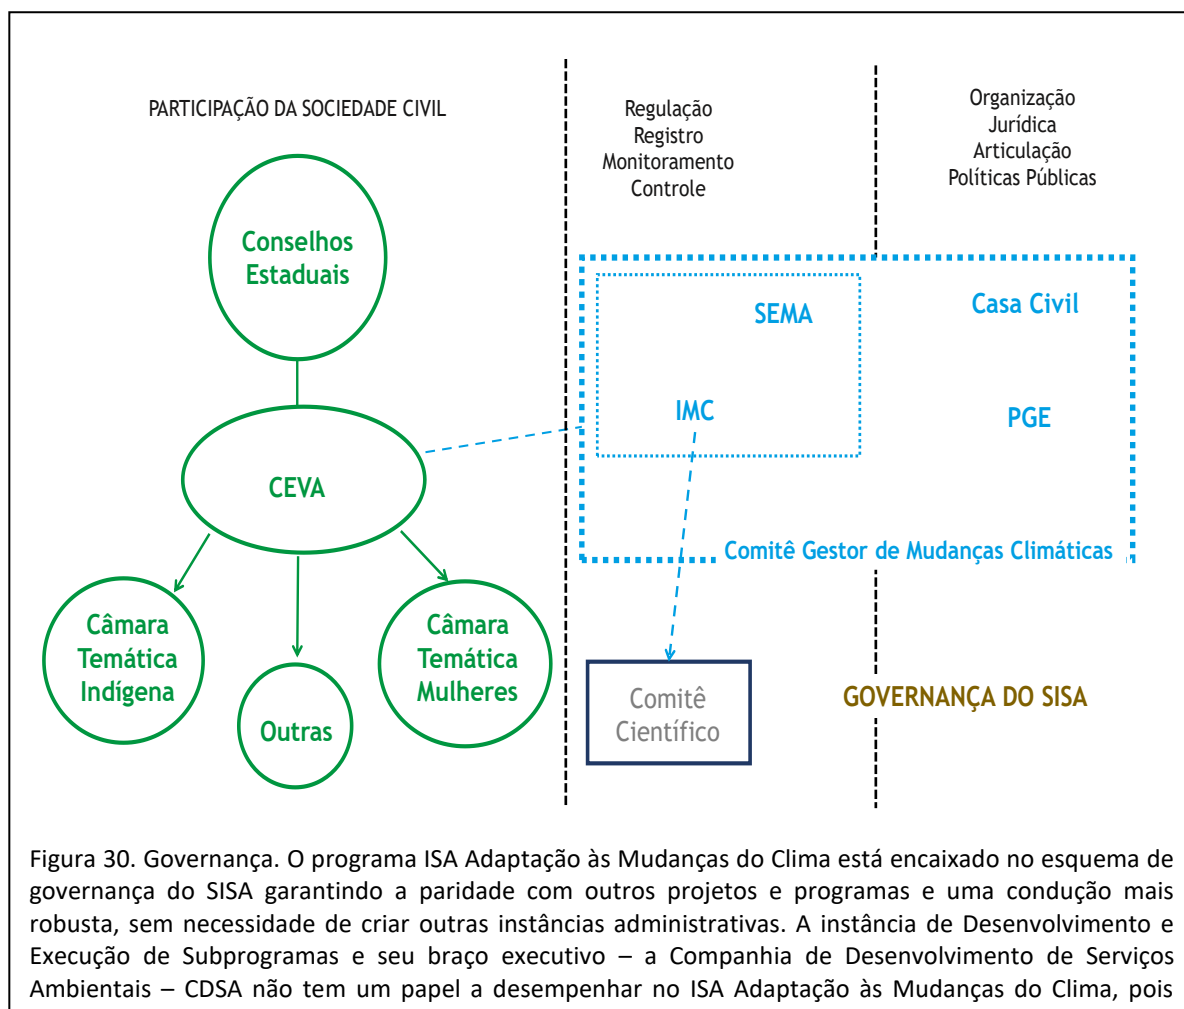 PARTICIPAÇÃO DA SOCIEDADE CIVIL
Regulação
Registro
Monitoramento
Controle
Organização
Jurídica
Articulação
Políticas Públicas
Conselhos
Estaduais
CEVA
Câmara
Temática
Indígena
Outras
Câmara
Temática
Mulheres
SEMA
Casa Civil
IMC
PGE
Comitê Gestor de Mudanças Climáticas
Comitê
Científico
GOVERNANÇA DO SISA
Figura 30. Governança. O programa ISA Adaptação às Mudanças do Clima está encaixado no esquema de
governança do SISA garantindo a paridade com outros projetos e programas e uma condução mais
robusta, sem necessidade de criar outras instâncias administrativas. A instância de Desenvolvimento e
Execução de Subprogramas e seu braço executivo – a Companhia de Desenvolvimento de Serviços
Ambientais – CDSA não tem um papel a desempenhar no ISA Adaptação às Mudanças do Clima, pois